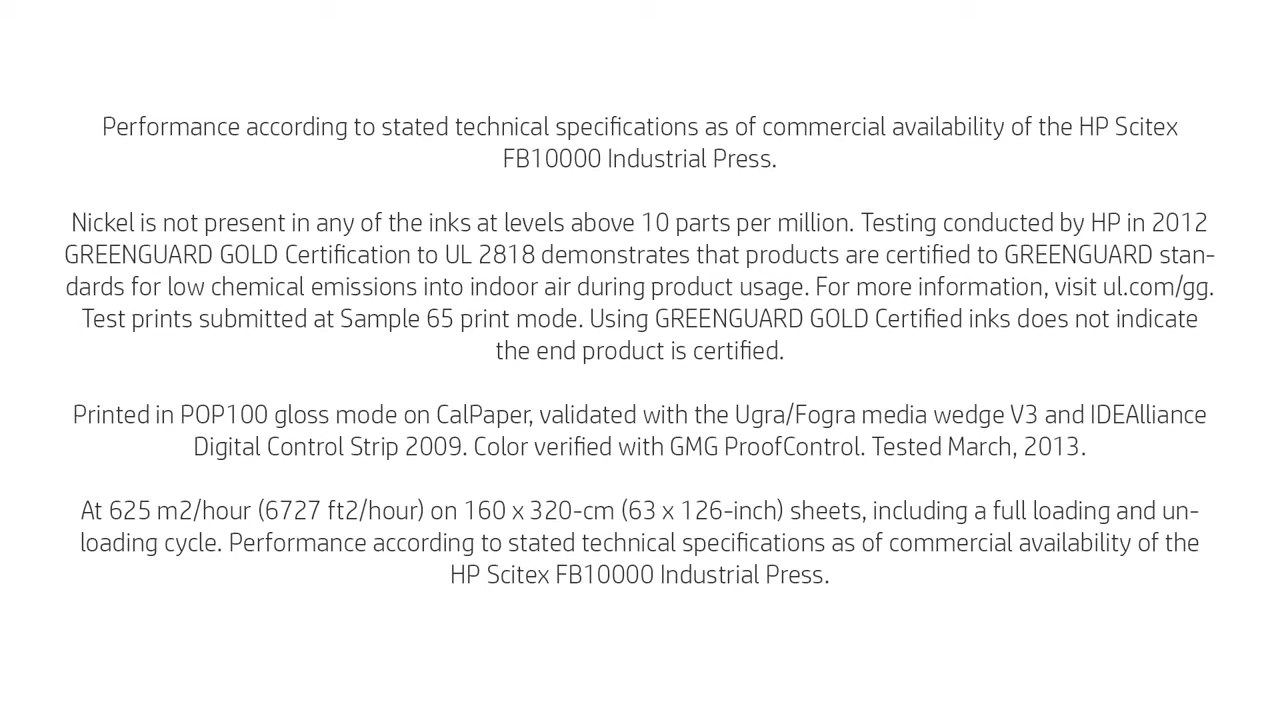 Performance according to stated technical specifications as of commercial availability of the HP Scitex
FB10000 Industrial Press.
Nickel is not present in any of the inks at levels above 10 parts per million. Testing conducted by HP in 2012
GREENGUARD GOLD Certification to UL 2818 demonstrates that products are certified to GREENGUARD stan-
dards for low chemical emissions into indoor air during product usage. For more information, visit ul.com/gg.
Test prints submitted at Sample 65 print mode. Using GREENGUARD GOLD Certified inks does not indicate
the end product is certified.
Printed in POP100 gloss mode on CalPaper, validated with the Ugra/Fogra media wedge V3 and IDEAlliance
Digital Control Strip 2009. Color verified with GMG ProofControl. Tested March, 2013.
At 625 m2/hour (6727 ft2/hour) on 160 x 320-cm (63 x 126-inch) sheets, including a full loading and un-
loading cycle. Performance according to stated technical specifications as of commercial availability of the
HP Scitex FB10000 Industrial Press.